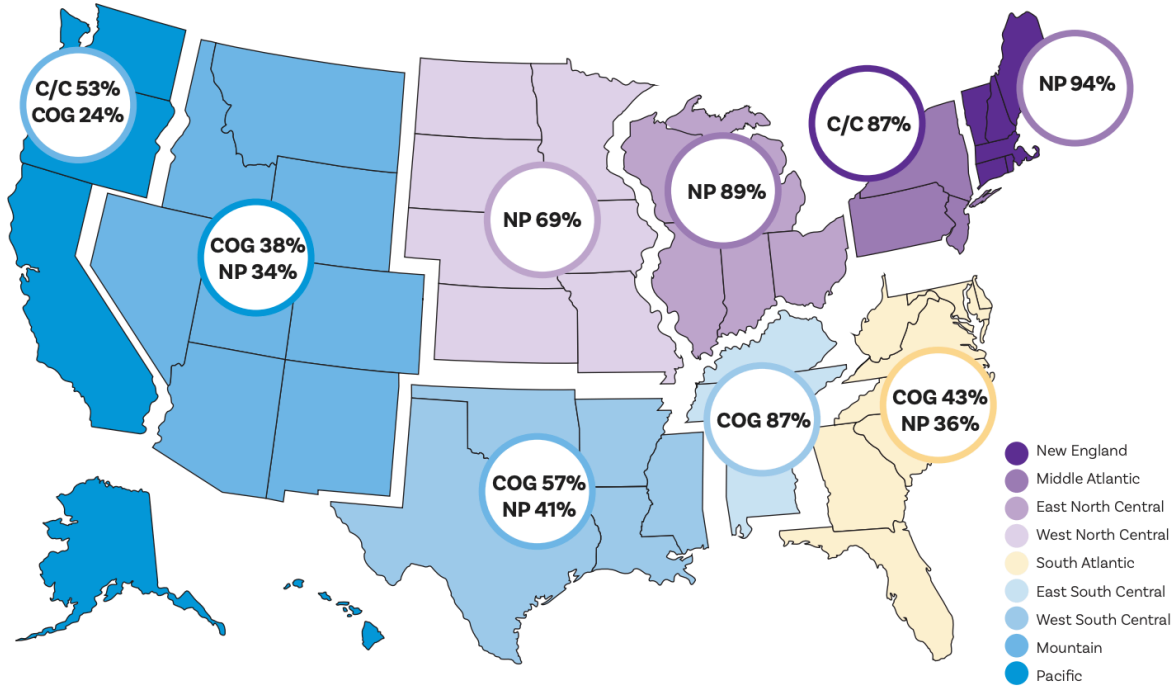 C/C 53%
COG 24%
COG 38%
NP 34%
NP 69%
NP 89%
C/C 87%
NP 94%
COG 57%
NP 41%
COG 87%
COG 43%
NP 36%
New England
Middle Atlantic
East North Central
West North Central
South Atlantic
East South Central
West South Central
Mountain
Pacific